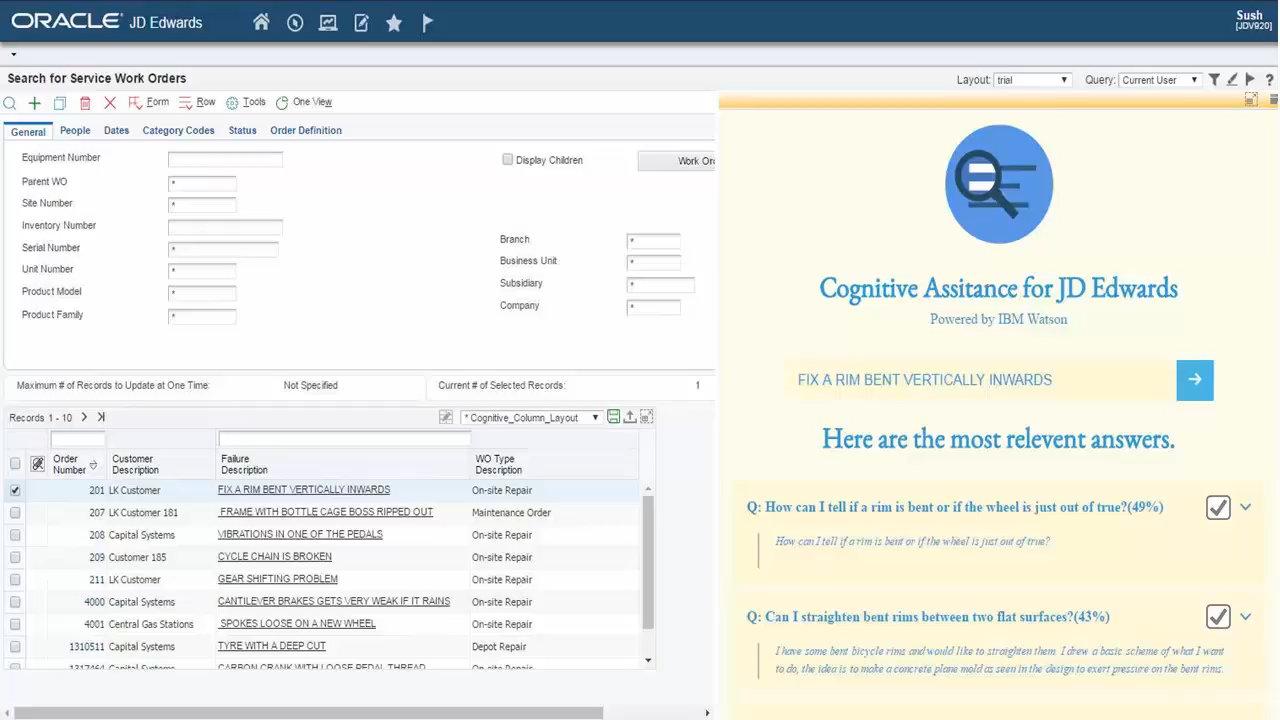 ORACLE JD Edwards
Sush
[JDV920]
Search for Service Work Orders
Layout: trial Query: Current User
Form Row Tools One View
General People Dates Category Codes Status Order Definition
Equipment Number
Display Children
Work Or
Parent WO *
Site Number *
Inventory Number
Serial Number *
Unit Number *
Product Model *
Product Family *
Branch *
Business Unit *
Subsidiary *
Company *
Maximum # of Records to Update at One Time: Not Specified Current # of Selected Records: 1
Records 1 - 10
* Cognitive_Column_Layout
Order Number Customer Description Failure Description WO Type Description
201 LK Customer FIX A RIM BENT VERTICALLY INWARDS On-site Repair
207 LK Customer 181 FRAME WITH BOTTLE CAGE BOSS RIPPED OUT Maintenance Order
208 Capital Systems VIBRATIONS IN ONE OF THE PEDALS On-site Repair
209 Customer 185 CYCLE CHAIN IS BROKEN On-site Repair
211 LK Customer GEAR SHIFTING PROBLEM On-site Repair
4000 Capital Systems CANTILEVER BRAKES GETS VERY WEAK IF IT RAINS On-site Repair
4001 Central Gas Stations SPOKES LOOSE ON A NEW WHEEL On-site Repair
1310511 Capital Systems TYRE WITH A DEEP CUT Depot Repair
1317464 Capital Systems CARBON CRANK WITH LOOSE PEDAL THREAD On-site Repair
Cognitive Assitance for JD Edwards
Powered by IBM Watson
FIX A RIM BENT VERTICALLY INWARDS
Here are the most relevent answers.
Q: How can I tell if a rim is bent or if the wheel is just out of true?(49%)
How can I tell if a rim is bent or if the wheel is just out of true?
Q: Can I straighten bent rims between two flat surfaces?(43%)
I have some bent bicycle rims and would like to straighten them. I drew a basic scheme of what I want
to do, the idea is to make a concrete plane mold as seen in the design to exert pressure on the bent rims.